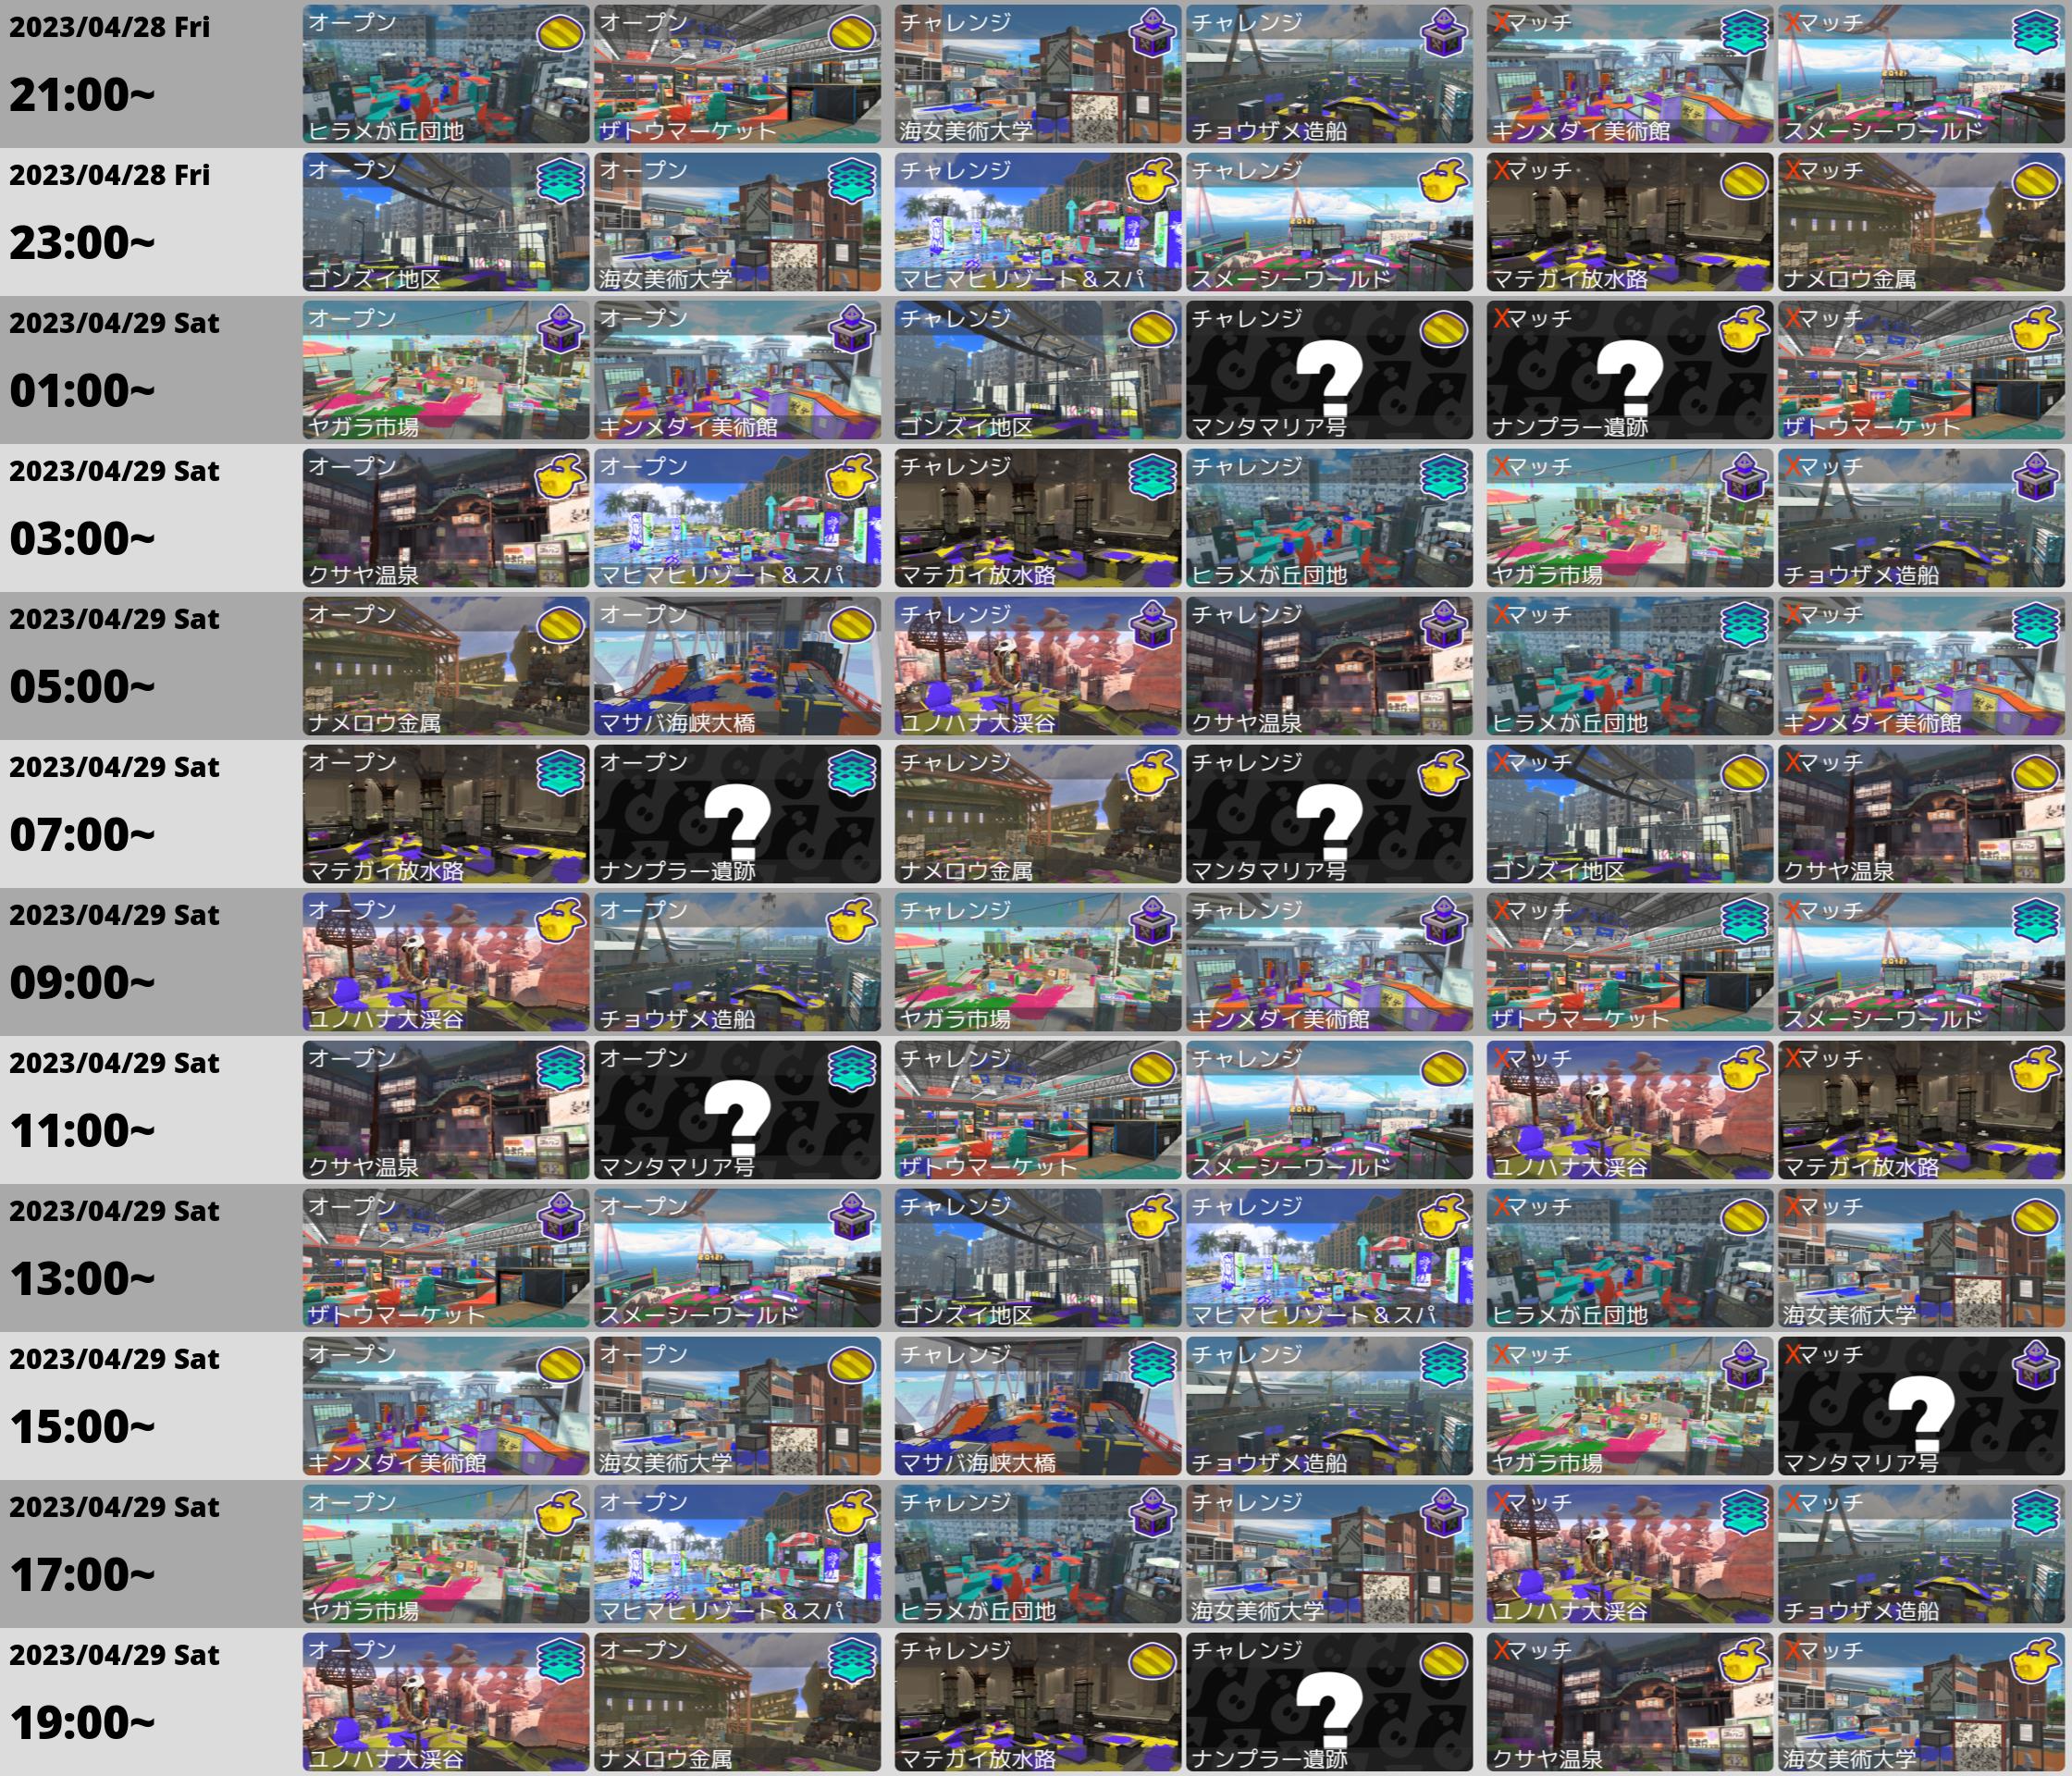 2023/04/28 Fri
21:00~
オープン
ヒラメが丘団地
オープン
ザトウマーケット
チャレンジ
海女美術大学
チャレンジ
チョウザメ造船
Xマッチ
キンメダイ美術館
Xマッチ
スメーシーワールド
2023/04/28 Fri
23:00~
オープン
ゴンズイ地区
オープン
海女美術大学
チャレンジ
マヒマヒリゾート＆スパ
チャレンジ
スメーシーワールド
Xマッチ
マテガイ放水路
Xマッチ
ナメロウ金属
2023/04/29 Sat
01:00~
オープン
ヤガラ市場
オープン
キンメダイ美術館
チャレンジ
ゴンズイ地区
チャレンジ
?
マンタマリア号
Xマッチ
?
ナンプラー遺跡
Xマッチ
ザトウマーケット
2023/04/29 Sat
03:00~
オープン
クサヤ温泉
オープン
マヒマヒリゾート＆スパ
チャレンジ
マテガイ放水路
チャレンジ
ヒラメが丘団地
Xマッチ
ヤガラ市場
Xマッチ
チョウザメ造船
2023/04/29 Sat
05:00~
オープン
ナメロウ金属
オープン
マサバ海峡大橋
チャレンジ
ユノハナ大渓谷
チャレンジ
クサヤ温泉
Xマッチ
ヒラメが丘団地
Xマッチ
キンメダイ美術館
2023/04/29 Sat
07:00~
オープン
マテガイ放水路
オープン
?
ナンプラー遺跡
チャレンジ
ナメロウ金属
チャレンジ
?
マンタマリア号
Xマッチ
ゴンズイ地区
Xマッチ
クサヤ温泉
2023/04/29 Sat
09:00~
オープン
ユノハナ大渓谷
オープン
チョウザメ造船
チャレンジ
ヤガラ市場
チャレンジ
キンメダイ美術館
Xマッチ
ザトウマーケット
Xマッチ
スメーシーワールド
2023/04/29 Sat
11:00~
オープン
クサヤ温泉
オープン
?
マンタマリア号
チャレンジ
ザトウマーケット
チャレンジ
スメーシーワールド
Xマッチ
ユノハナ大渓谷
Xマッチ
マテガイ放水路
2023/04/29 Sat
13:00~
オープン
ザトウマーケット
オープン
スメーシーワールド
チャレンジ
ゴンズイ地区
チャレンジ
マヒマヒリゾート＆スパ
Xマッチ
ヒラメが丘団地
Xマッチ
海女美術大学
2023/04/29 Sat
15:00~
オープン
キンメダイ美術館
オープン
海女美術大学
チャレンジ
マサバ海峡大橋
チャレンジ
チョウザメ造船
Xマッチ
ヤガラ市場
Xマッチ
?
マンタマリア号
2023/04/29 Sat
17:00~
オープン
ヤガラ市場
オープン
マヒマヒリゾート＆スパ
チャレンジ
ヒラメが丘団地
チャレンジ
海女美術大学
Xマッチ
ユノハナ大渓谷
Xマッチ
チョウザメ造船
2023/04/29 Sat
19:00~
オープン
ユノハナ大渓谷
オープン
ナメロウ金属
チャレンジ
マテガイ放水路
チャレンジ
?
ナンプラー遺跡
Xマッチ
クサヤ温泉
Xマッチ
海女美術大学